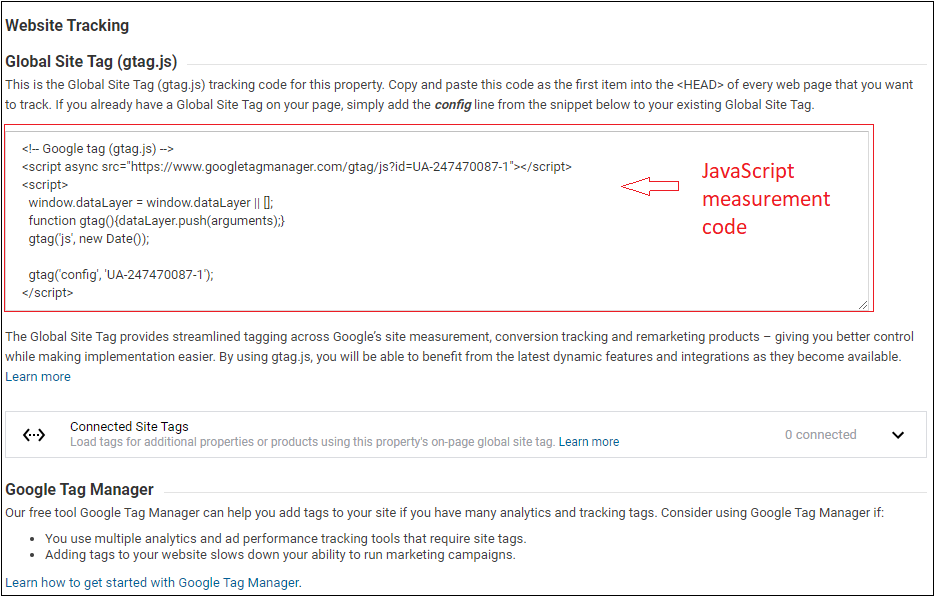 Website Tracking
Global Site Tag (gtag.js)
This is the Global Site Tag (gtag.js) tracking code for this property. Copy and paste this code as the first item into the <HEAD> of every web page that you want
to track. If you already have a Global Site Tag on your page, simply add the config line from the snippet below to your existing Global Site Tag.
<!-- Google tag (gtag.js) -->
<script async src="https://www.googletagmanager.com/gtag/js?id=UA-247470087-1"></script>
<script>
window.dataLayer = window.dataLayer || [];
function gtag(){dataLayer.push(arguments);}
gtag('js', new Date());
gtag('config', 'UA-247470087-1');
</script>
JavaScript
measurement
code
The Global Site Tag provides streamlined tagging across Google's site measurement, conversion tracking and remarketing products – giving you better control
while making implementation easier. By using gtag.js, you will be able to benefit from the latest dynamic features and integrations as they become available.
Learn more
Connected Site Tags
Load tags for additional properties or products using this property's on-page global site tag. Learn more
0 connected
Google Tag Manager
Our free tool Google Tag Manager can help you add tags to your site if you have many analytics and tracking tags. Consider using Google Tag Manager if:
• You use multiple analytics and ad performance tracking tools that require site tags.
• Adding tags to your website slows down your ability to run marketing campaigns.
Learn how to get started with Google Tag Manager.